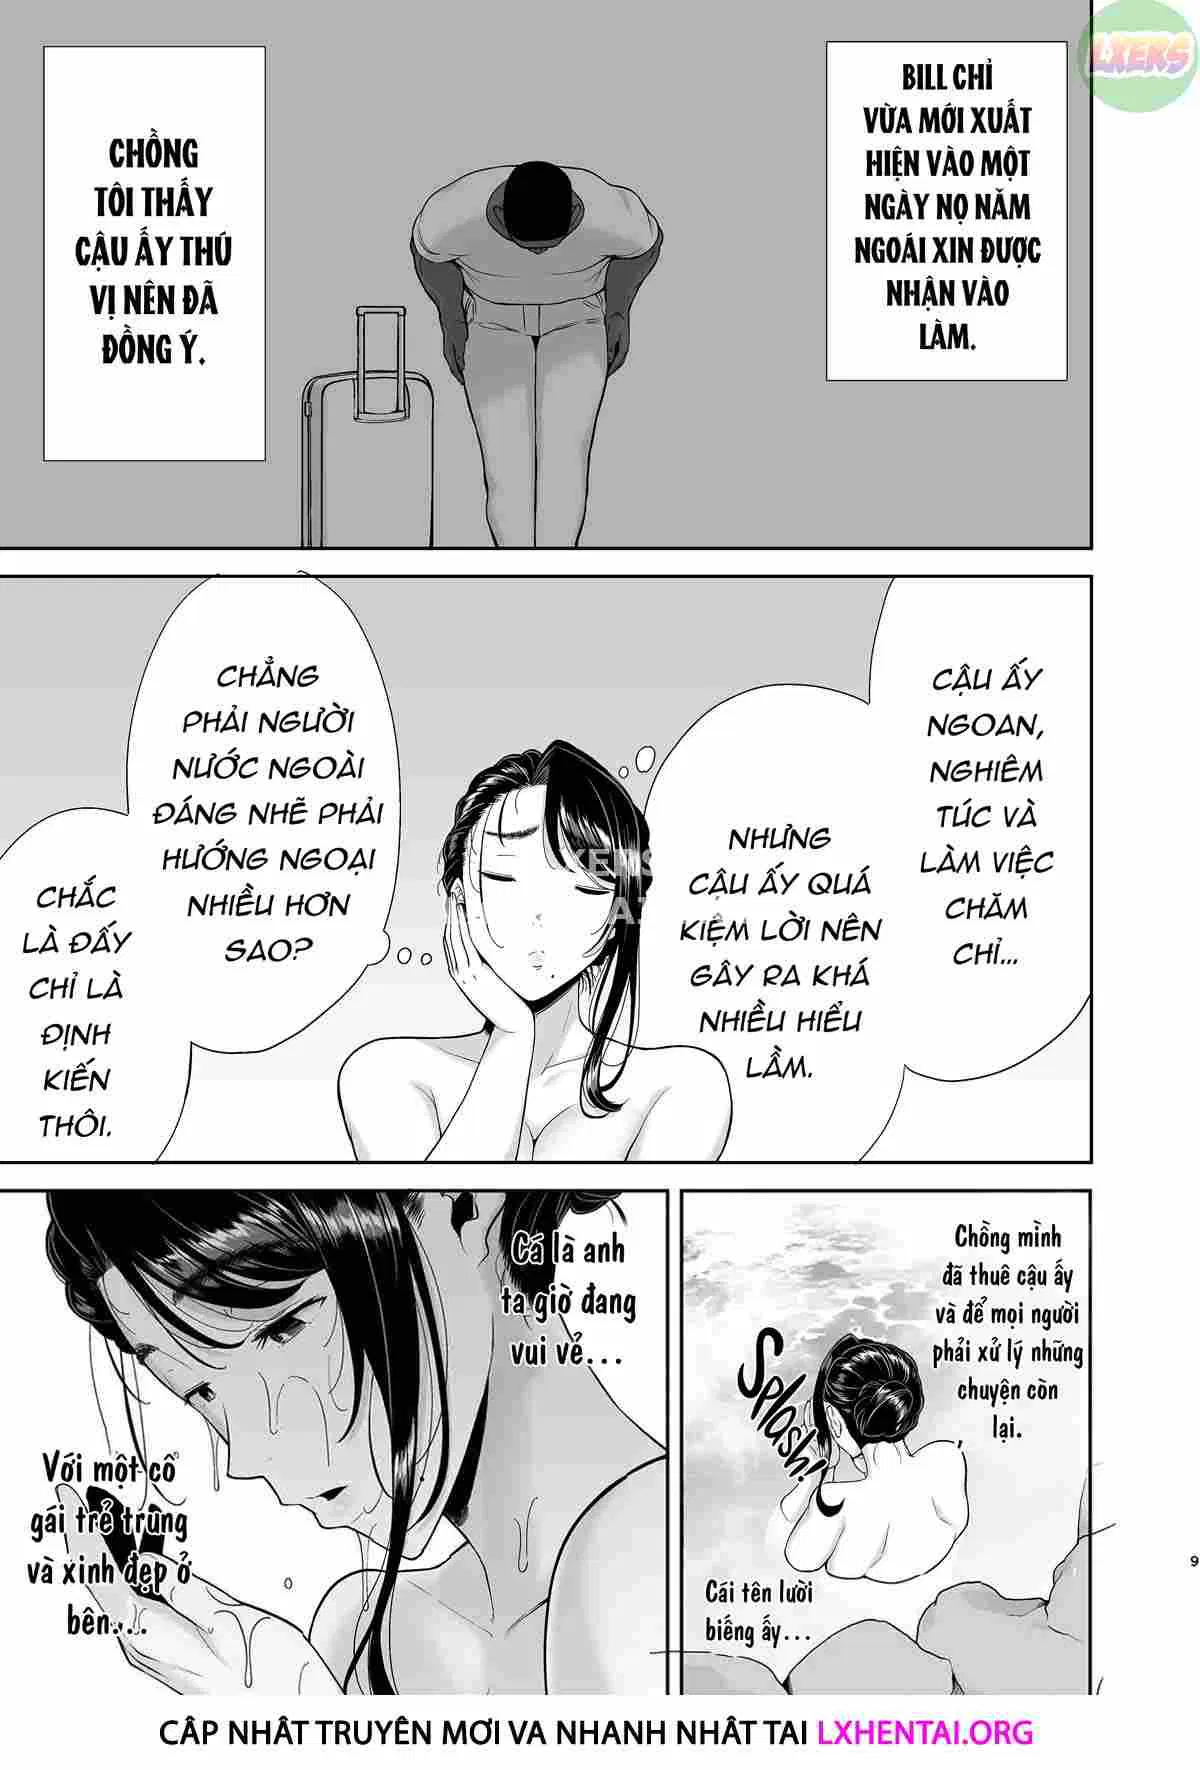 LXERS
BILL CHỈ
VỪA MỚI XUẤT
HIỆN VÀO MỘT
NGÀY NỌ NĂM
NGOÁI XIN ĐƯỢC
NHẬN VÀO
LÀM.
CHỒNG
TÔI THẤY
CẬU ẤY THÚ
VỊ NÊN ĐÃ
ĐỒNG Ý.
CẬU ẤY
NGOAN,
NGHIÊM
TÚC VÀ
LÀM VIỆC
CHĂM
CHỈ...
NHƯNG
CẬU ẤY QUÁ
KIỆM LỜI NÊN
GÂY RA KHÁ
NHIỀU HIỂU
LẦM.
CHẲNG
PHẢI NGƯỜI
NƯỚC NGOÀI
ĐÁNG NHẼ PHẢI
HƯỚNG NGOẠI
NHIỀU HƠN
SAO?
CHẮC
LÀ ĐẤY
CHỈ LÀ
ĐỊNH
KIẾN
THÔI.
Chồng mình
đã thuê cậu ấy
và để mọi người
phải xử lý những
chuyện còn
lại.
Splosh!
Cái tên lười
biếng ấy...
Cá là anh
ta giờ đang
vui vẻ...
Với một cô
gái trẻ trung
và xinh đẹp ở
bên...
9
CẬP NHẬT TRUYỆN MỚI VÀ NHANH NHẤT TẠI LXHENTAI.ORG